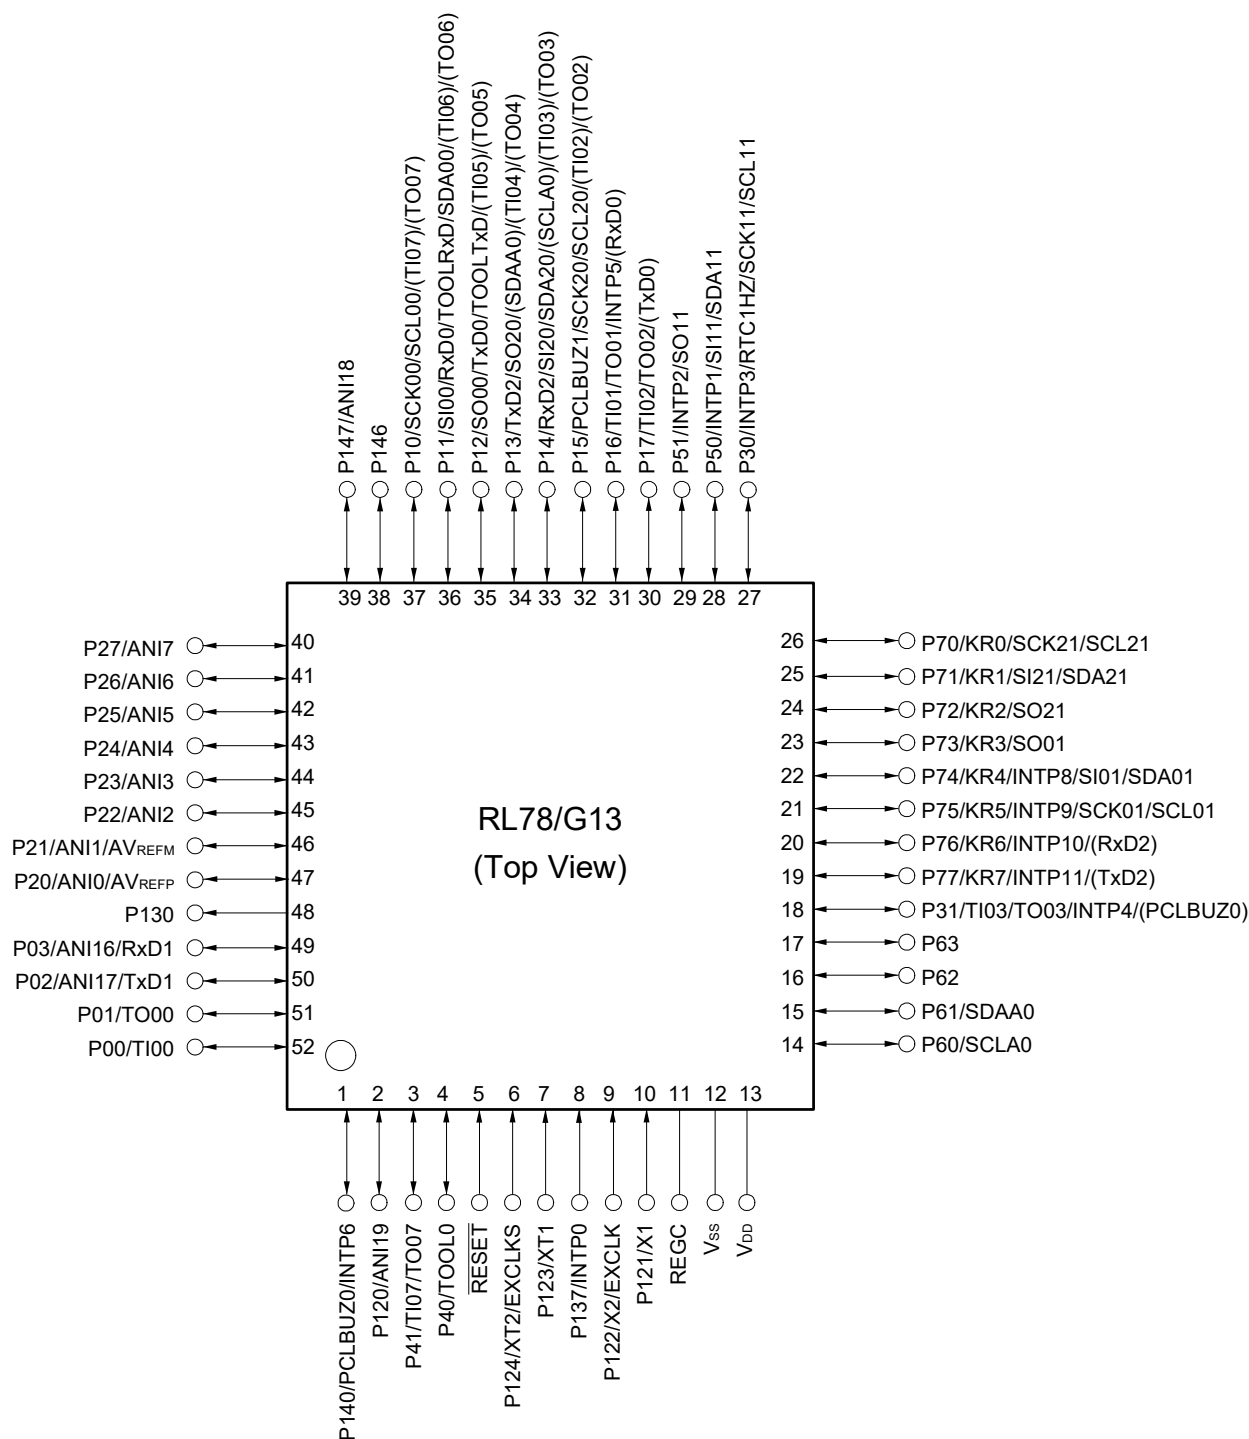 P147/ANI18
P146
P10/SCK00/SCL00/(TI07)/(TO07)
P11/SI00/RxD0/TOOLRxD/SDA00/(TI06)/(TO06)
P12/SO00/TxD0/TOOLTxD/(TI05)/(TO05)
P13/TxD2/SO20/(SDAA0)/(TI04)/(TO04)
P14/RxD2/SI20/SDA20/(SCLA0)/(TI03)/(TO03)
P15/PCLBUZ1/SCK20/SCL20/(TI02)/(TO02)
P16/TI01/TO01/INTP5/(RxD0)
P17/TI02/TO02/(TxD0)
P51/INTP2/SO11
P50/INTP1/SI11/SDA11
P30/INTP3/RTC1HZ/SCK11/SCL11
39 38 37 36 35 34 33 32 31 30 29 28 27
P27/ANI7 40
P26/ANI6 41
P25/ANI5 42
P24/ANI4 43
P23/ANI3 44
P22/ANI2 45
P21/ANI1/AVREFM 46
P20/ANI0/AVREFP 47
P130 48
P03/ANI16/RxD1 49
P02/ANI17/TxD1 50
P01/TO00 51
P00/TI00 52
RL78/G13
(Top View)
26 P70/KR0/SCK21/SCL21
25 P71/KR1/SI21/SDA21
24 P72/KR2/SO21
23 P73/KR3/SO01
22 P74/KR4/INTP8/SI01/SDA01
21 P75/KR5/INTP9/SCK01/SCL01
20 P76/KR6/INTP10/(RxD2)
19 P77/KR7/INTP11/(TxD2)
18 P31/TI03/TO03/INTP4/(PCLBUZ0)
17 P63
16 P62
15 P61/SDAA0
14 P60/SCLA0
1 2 3 4 5 6 7 8 9 10 11 12 13
P140/PCLBUZ0/INTP6
P120/ANI19
P41/TI07/TO07
P40/TOOL0
RESET
P124/XT2/EXCLKS
P123/XT1
P137/INTP0
P122/X2/EXCLK
P121/X1
REGC
VSS
VDD